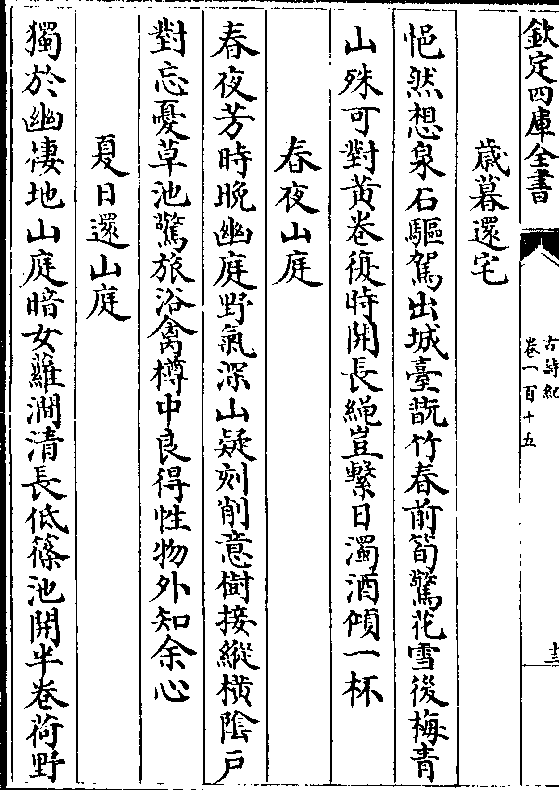 欽定四庫全書
古詩紀
卷一百十五
十三
歳暮還宅
悒然想泉石驅駕出城臺翫竹春前筍驚花雪後梅青
山殊可對黃卷復時開長繩豈繫日濁酒傾一杯
春夜山庭
春夜芳時晚幽庭野氣深山疑刻削意樹接縱橫陰戸
對忘憂草池驚旅浴禽樽中良得性物外知余心
夏日還山庭
獨於幽棲地山庭暗女蘿澗清長低篠池開半卷荷野